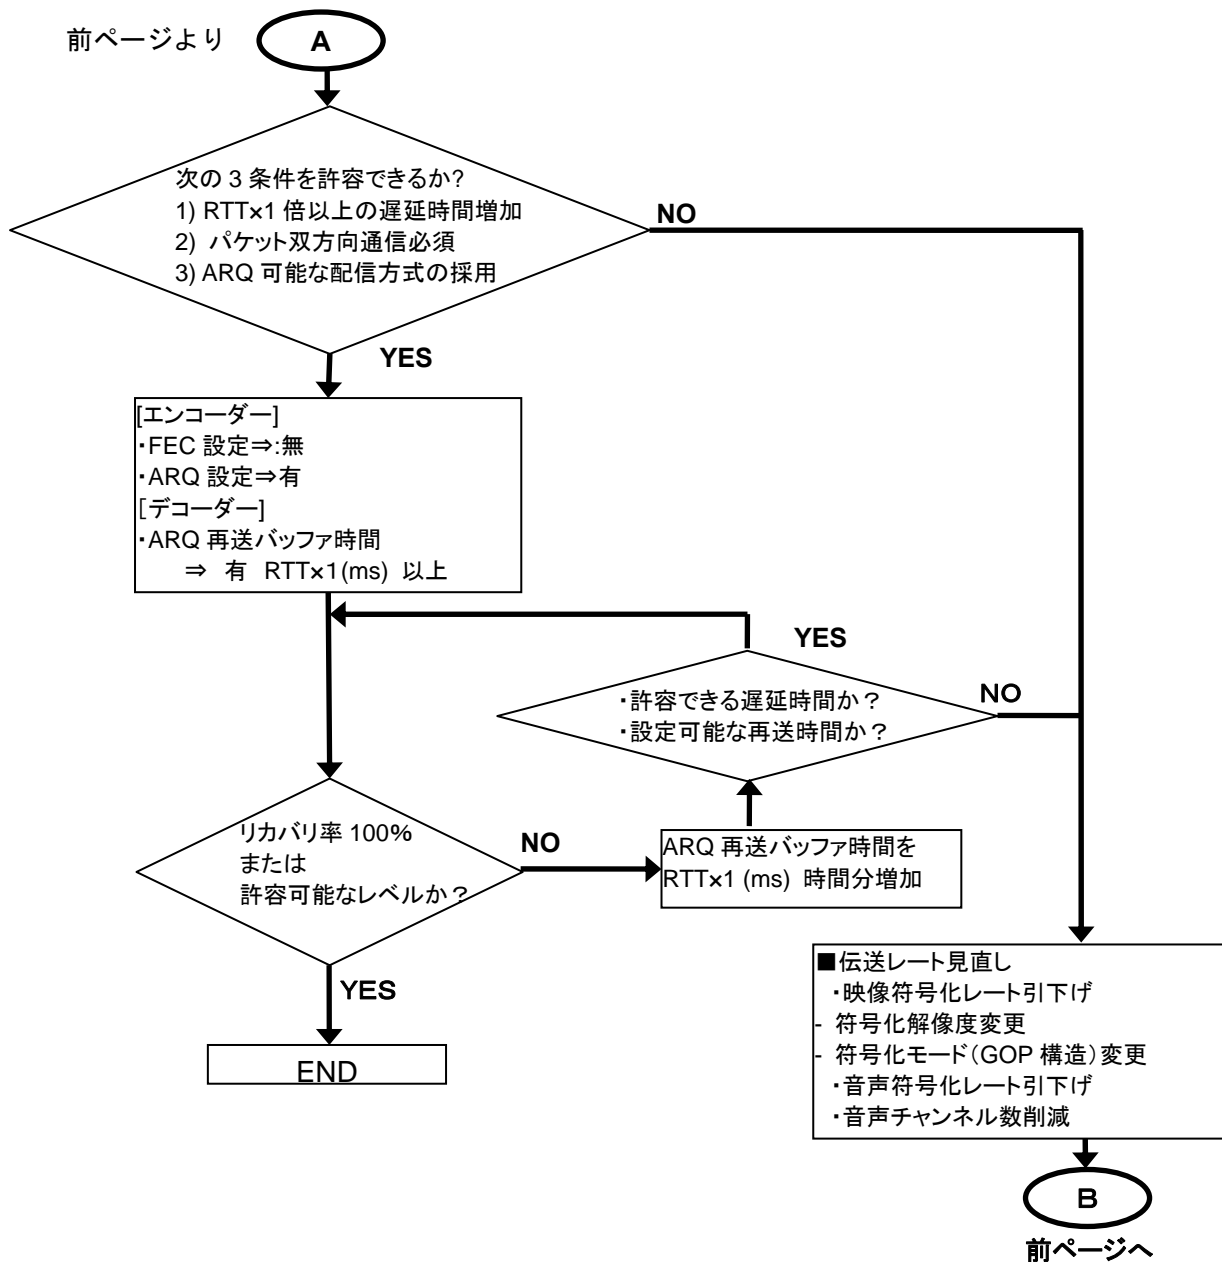 前ページより
A
次の 3 条件を許容できるか?
1) RTT×1 倍以上の遅延時間増加
2) パケット双方向通信必須
3) ARQ 可能な配信方式の採用
NO
YES
[エンコーダー]
・FEC 設定⇒:無
・ARQ 設定⇒有
[デコーダー]
・ARQ 再送バッファ時間
⇒ 有 RTT×1(ms) 以上
YES
・許容できる遅延時間か？
・設定可能な再送時間か？
NO
リカバリ率 100%
または
許容可能なレベルか？
NO
ARQ 再送バッファ時間を
RTT×1 (ms) 時間分増加
YES
END
■伝送レート見直し
・映像符号化レート引下げ
- 符号化解像度変更
- 符号化モード（GOP 構造）変更
・音声符号化レート引下げ
・音声チャンネル数削減
B
前ページへ